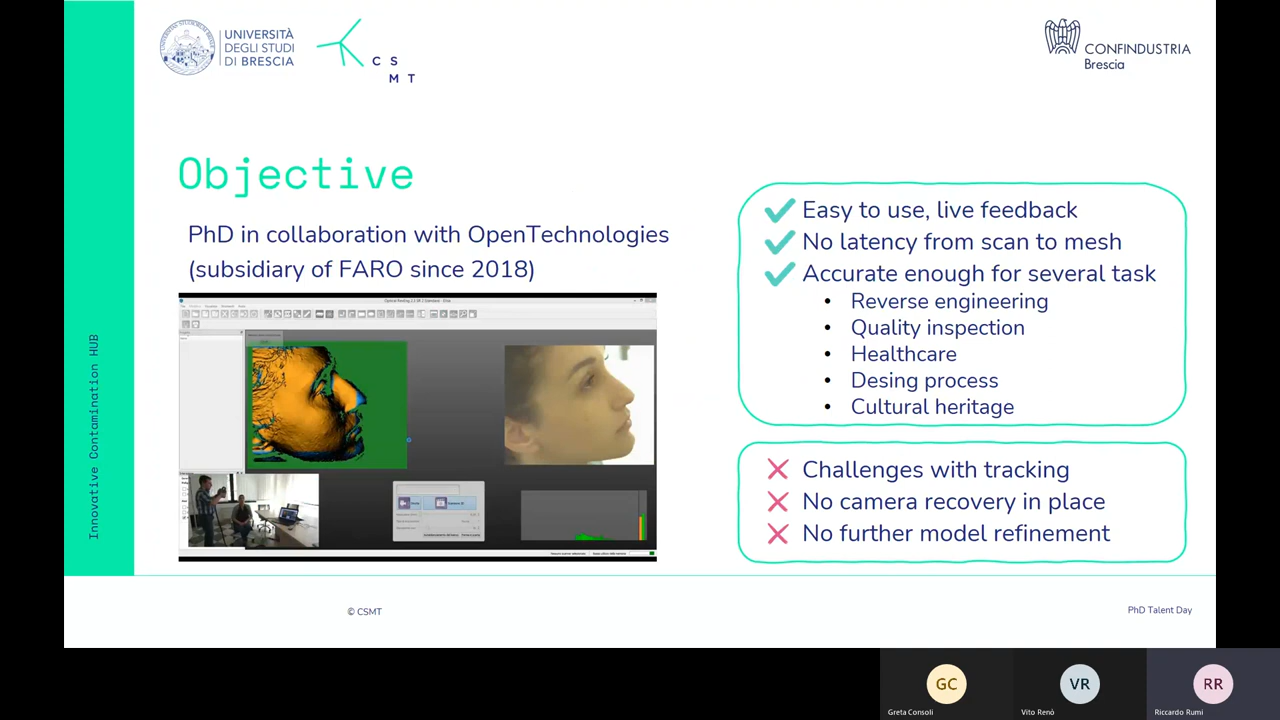 UNIVERSITÀ
DEGLI STUDI
DI BRESCIA
C S
M T
CONFINDUSTRIA
Brescia
Innovative Contamination HUB
Objective
PhD in collaboration with OpenTechnologies
(subsidiary of FARO since 2018)
Easy to use, live feedback
No latency from scan to mesh
Accurate enough for several task
• Reverse engineering
• Quality inspection
• Healthcare
• Desing process
• Cultural heritage
Challenges with tracking
No camera recovery in place
No further model refinement
© CSMT
PhD Talent Day
GC
VR
RR
Greta Consoli
Vito Renò
Riccardo Rumi